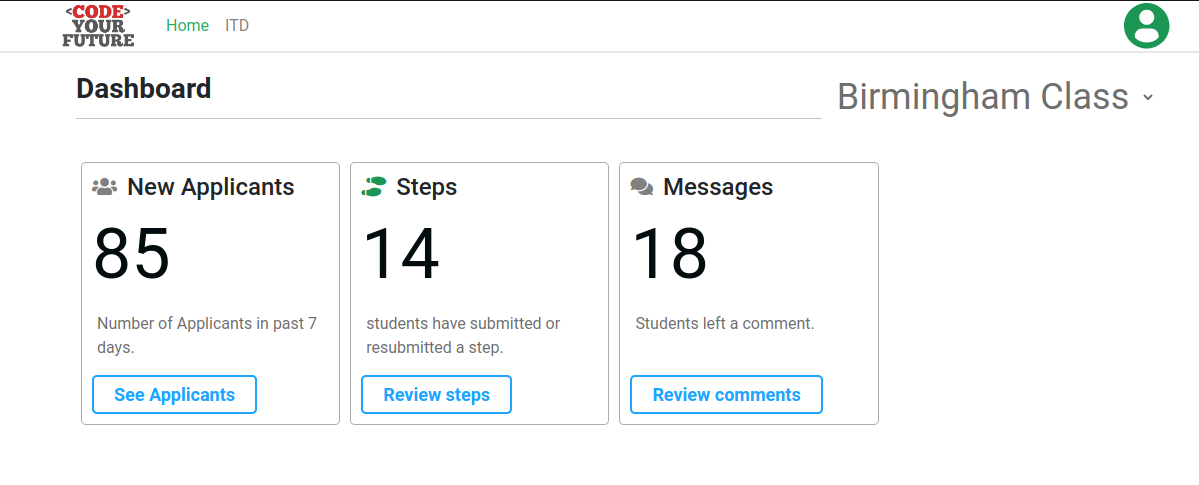 <CODE>
YOUR
FUTURE
Home ITD
Dashboard
Birmingham Class
New Applicants
85
Number of Applicants in past 7
days.
See Applicants
Steps
14
students have submitted or
resubmitted a step.
Review steps
Messages
18
Students left a comment.
Review comments